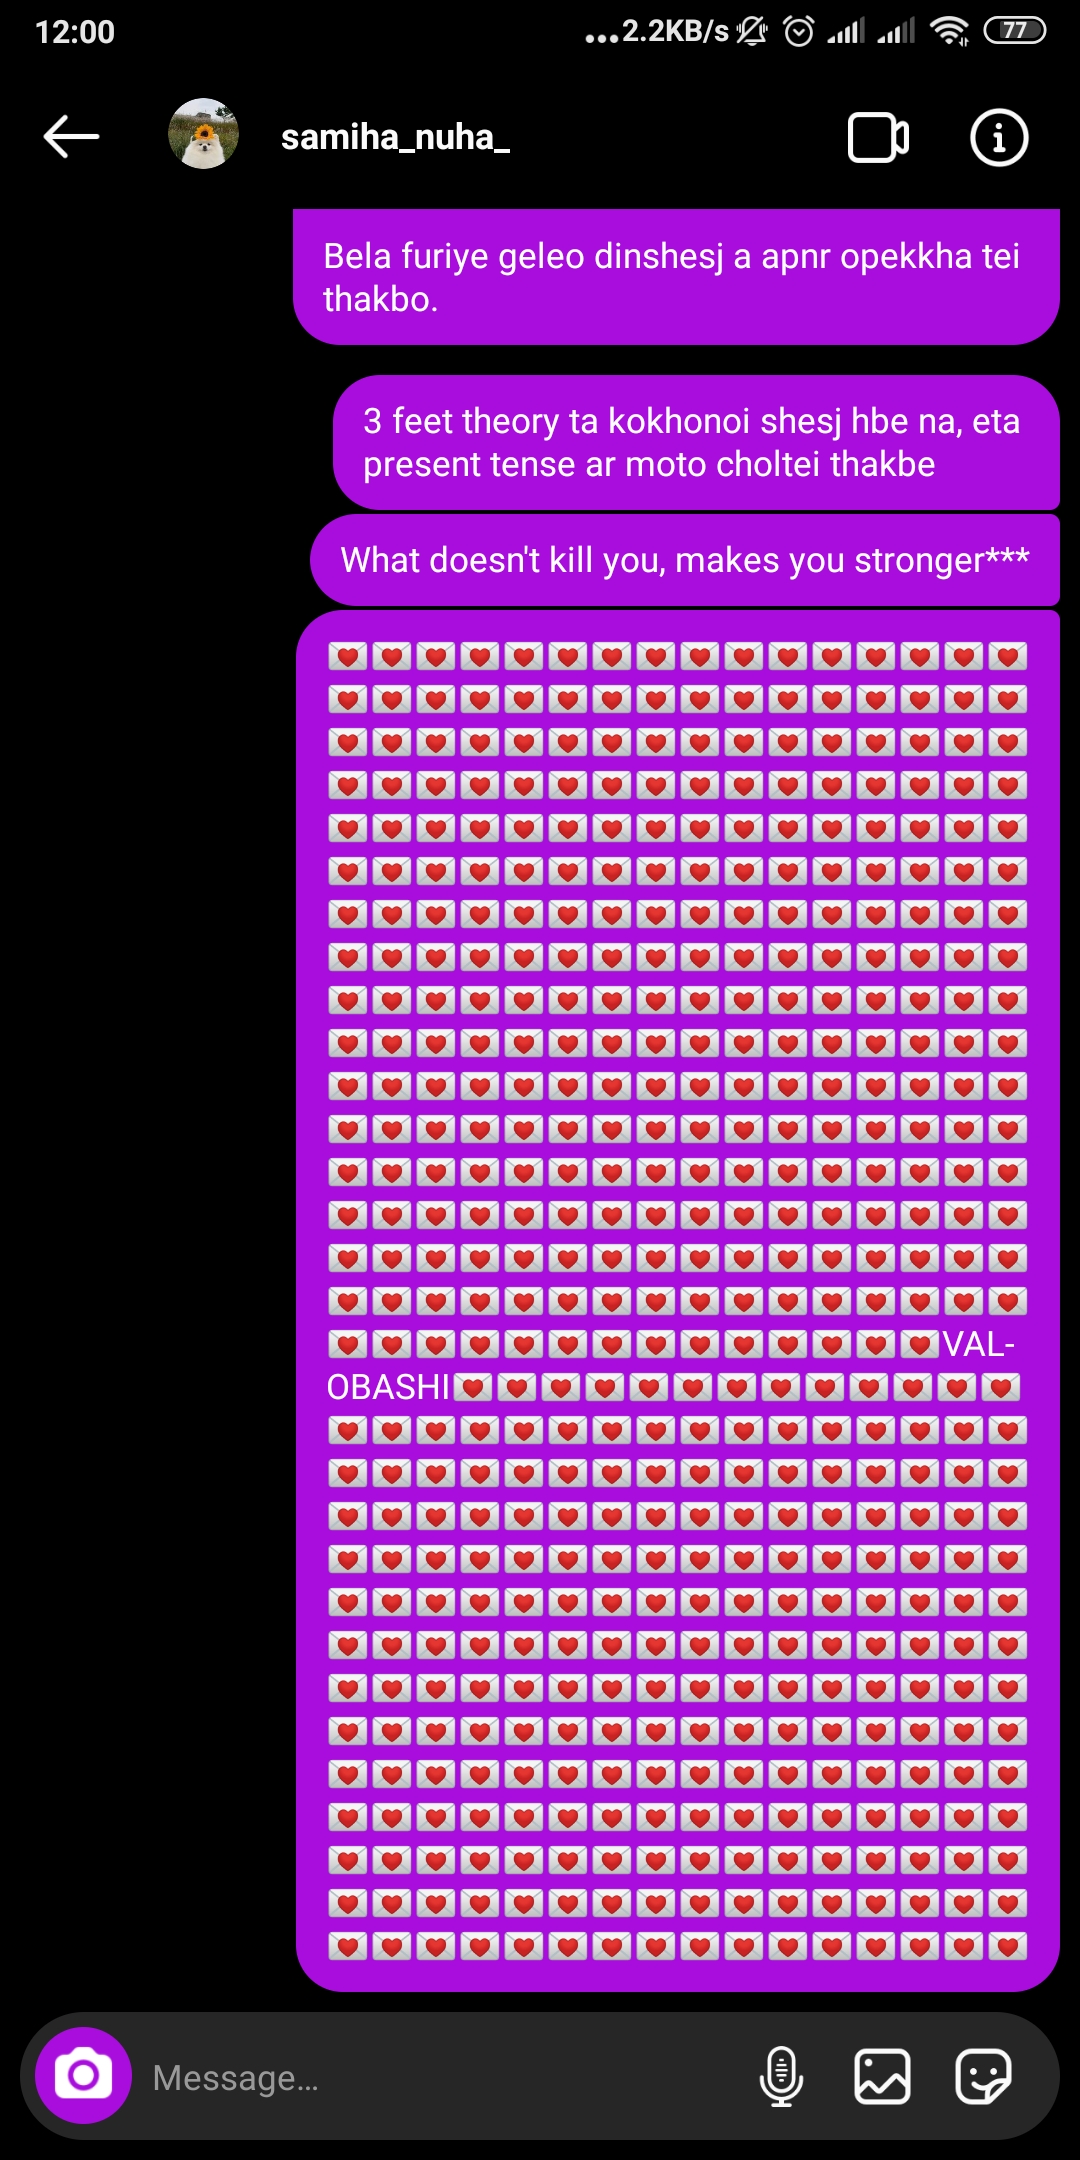 12:00
...2.2KB/s
77
samiha_nuha_
Bela furiye geleo dinshesj a apnr opekkha tei
thakbo.
3 feet theory ta kokhonoi shesj hbe na, eta
present tense ar moto choltei thakbe
What doesn't kill you, makes you stronger***
VAL-
OBASHI
Message...